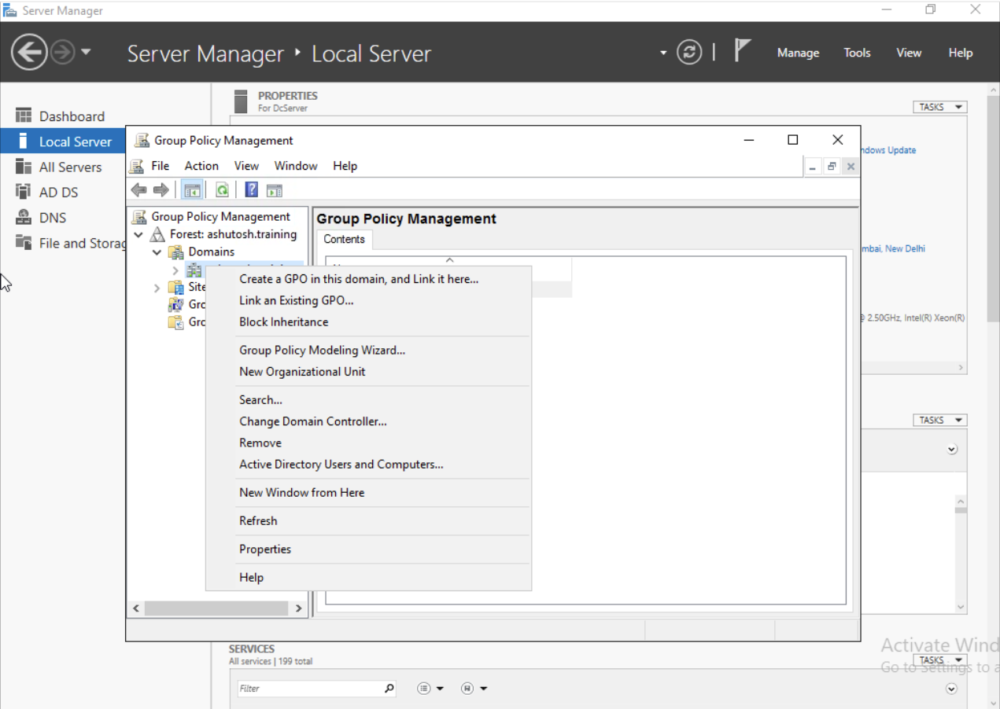 Server Manager
Server Manager ‣ Local Server
Manage Tools View Help
Dashboard
Local Server
All Servers
AD DS
DNS
File and Storag
PROPERTIES
For DcServer
TASKS
ndows Update
mbai, New Delhi
2.50GHz, Intel(R) Xeon(R)
TASKS
Group Policy Management
File Action View Window Help
Group Policy Management
Forest: ashutosh.training
Domains
Site
Grc
Grc
Group Policy Management
Contents
Create a GPO in this domain, and Link it here...
Link an Existing GPO...
Block Inheritance
Group Policy Modeling Wizard...
New Organizational Unit
Search...
Change Domain Controller...
Remove
Active Directory Users and Computers...
New Window from Here
Refresh
Properties
Help
SERVICES
All services | 199 total
TASKS
Filter
Activate Wind
Go to Settings to a